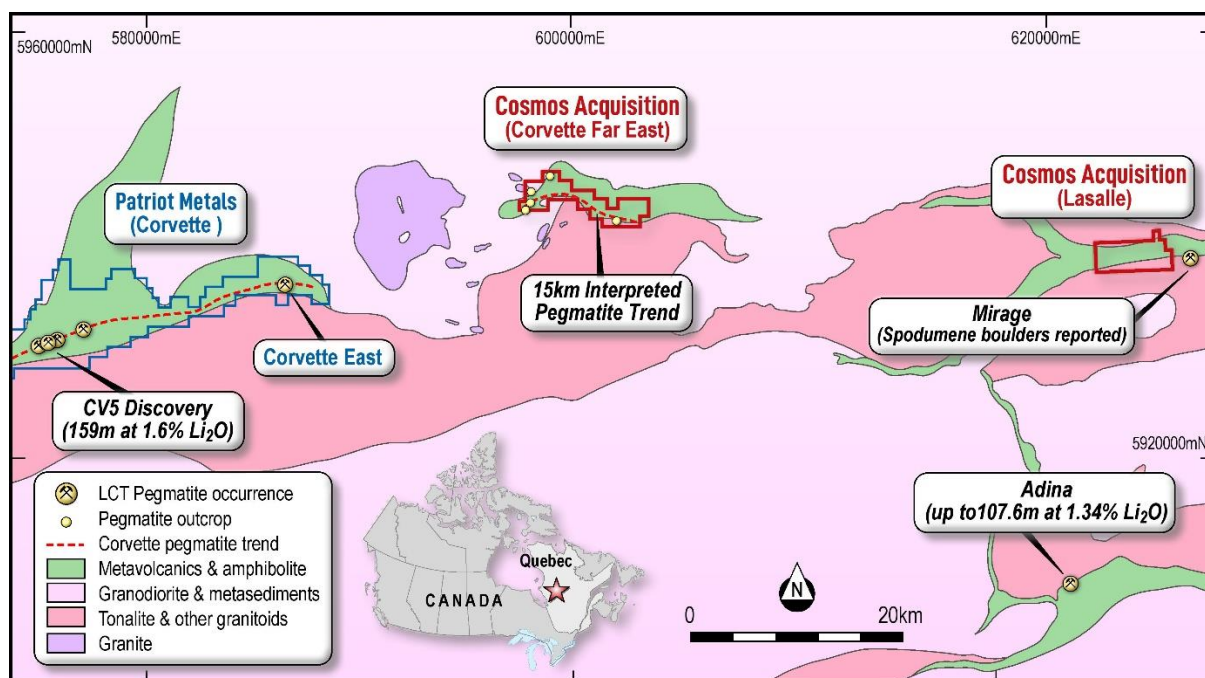 580000mE
600000mE
620000mE
5960000mN
Cosmos Acquisition
(Corvette Far East)
Cosmos Acquisition
(Lasalle)
Patriot Metals
(Corvette )
15km Interpreted
Pegmatite Trend
Mirage
(Spodumene boulders reported)
Corvette East
CV5 Discovery
(159m at 1.6% Li₂O)
5920000mN
Adina
(up to107.6m at 1.34% Li₂O)
LCT Pegmatite occurrence
Pegmatite outcrop
Corvette pegmatite trend
Metavolcanics & amphibolite
Granodiorite & metasediments
Tonalite & other granitoids
Granite
Quebec
CANADA
N
0
20km